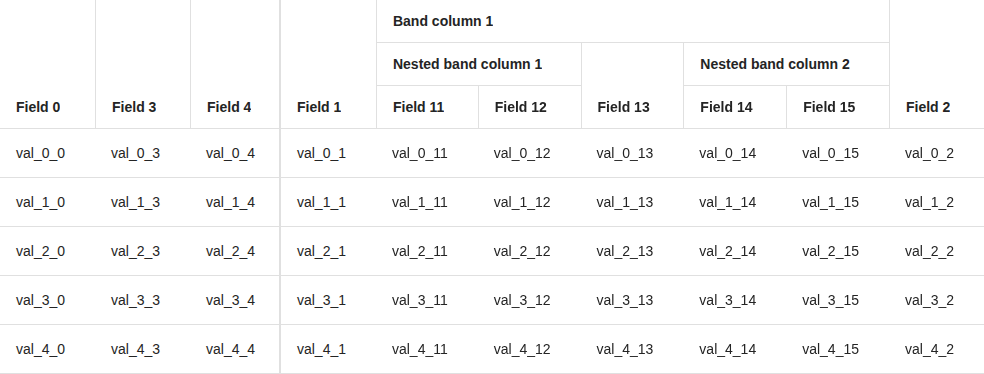 Band column 1
Nested band column 1 Nested band column 2
Field 0 Field 3 Field 4 Field 1 Field 11 Field 12 Field 13 Field 14 Field 15 Field 2
val_0_0 val_0_3 val_0_4 val_0_1 val_0_11 val_0_12 val_0_13 val_0_14 val_0_15 val_0_2
val_1_0 val_1_3 val_1_4 val_1_1 val_1_11 val_1_12 val_1_13 val_1_14 val_1_15 val_1_2
val_2_0 val_2_3 val_2_4 val_2_1 val_2_11 val_2_12 val_2_13 val_2_14 val_2_15 val_2_2
val_3_0 val_3_3 val_3_4 val_3_1 val_3_11 val_3_12 val_3_13 val_3_14 val_3_15 val_3_2
val_4_0 val_4_3 val_4_4 val_4_1 val_4_11 val_4_12 val_4_13 val_4_14 val_4_15 val_4_2